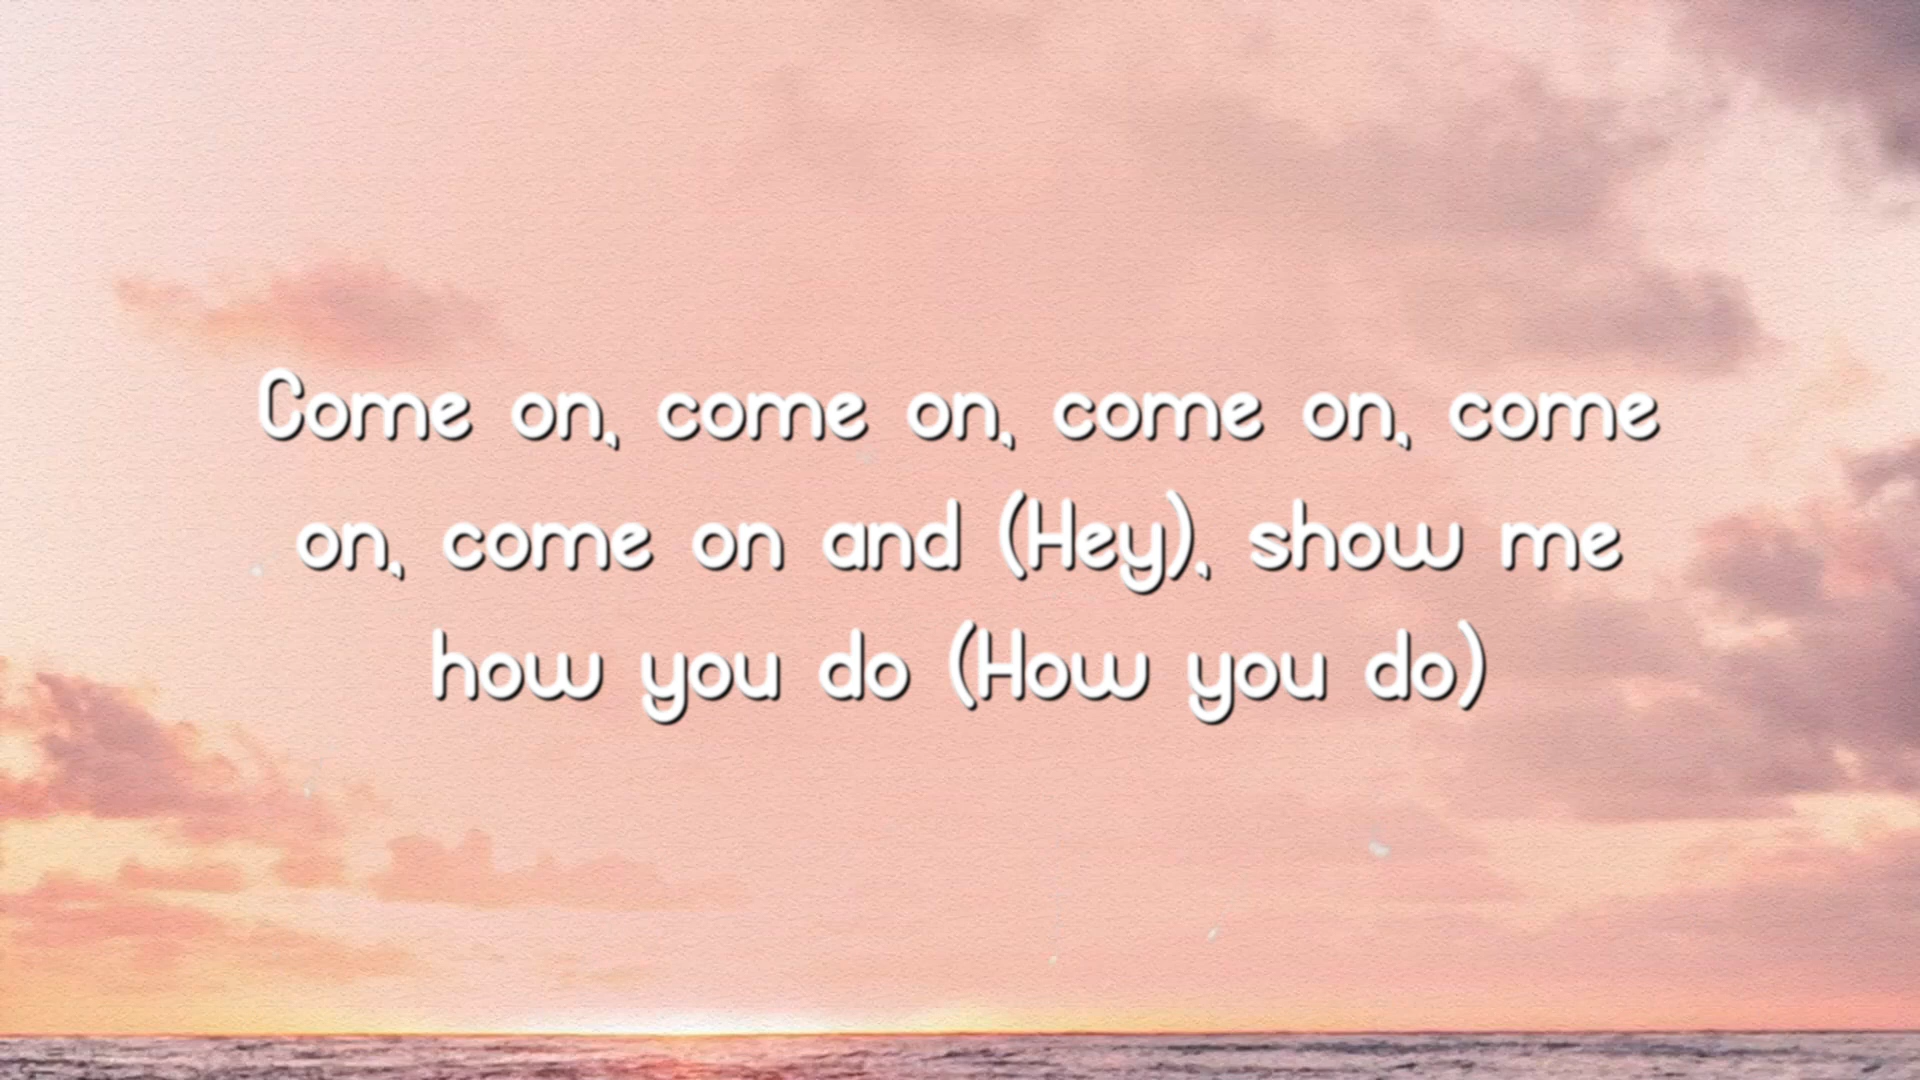 Come on, come on, come on, come
on, come on and (Hey), show me
how you do (How you do)